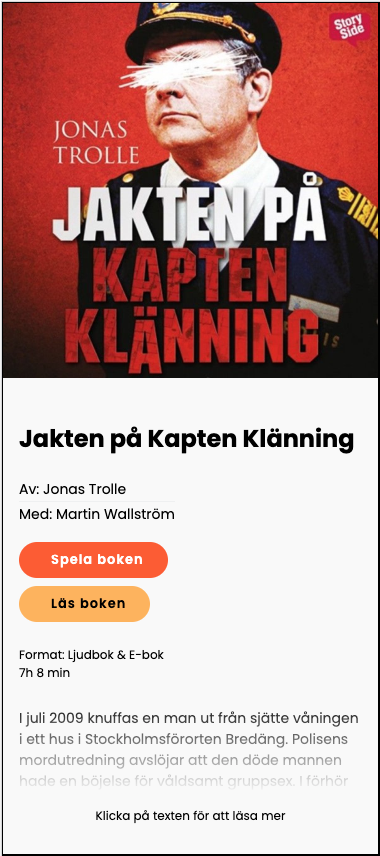 Story
Side
JONAS
TROLLE
JAKTEN PÅ
KAPTEN
KLÄNNING
Jakten på Kapten Klänning
Av: Jonas Trolle
Med: Martin Wallström
Spela boken
Läs boken
Format: Ljudbok & E-bok
7h 8 min
I juli 2009 knuffas en man ut från sjätte våningen
i ett hus i Stockholmsförorten Bredäng. Polisens
mordutredning avslöjar att den döde mannen
hade en böjelse för våldsamt gruppsex. I förhör
Klicka på texten för att läsa mer